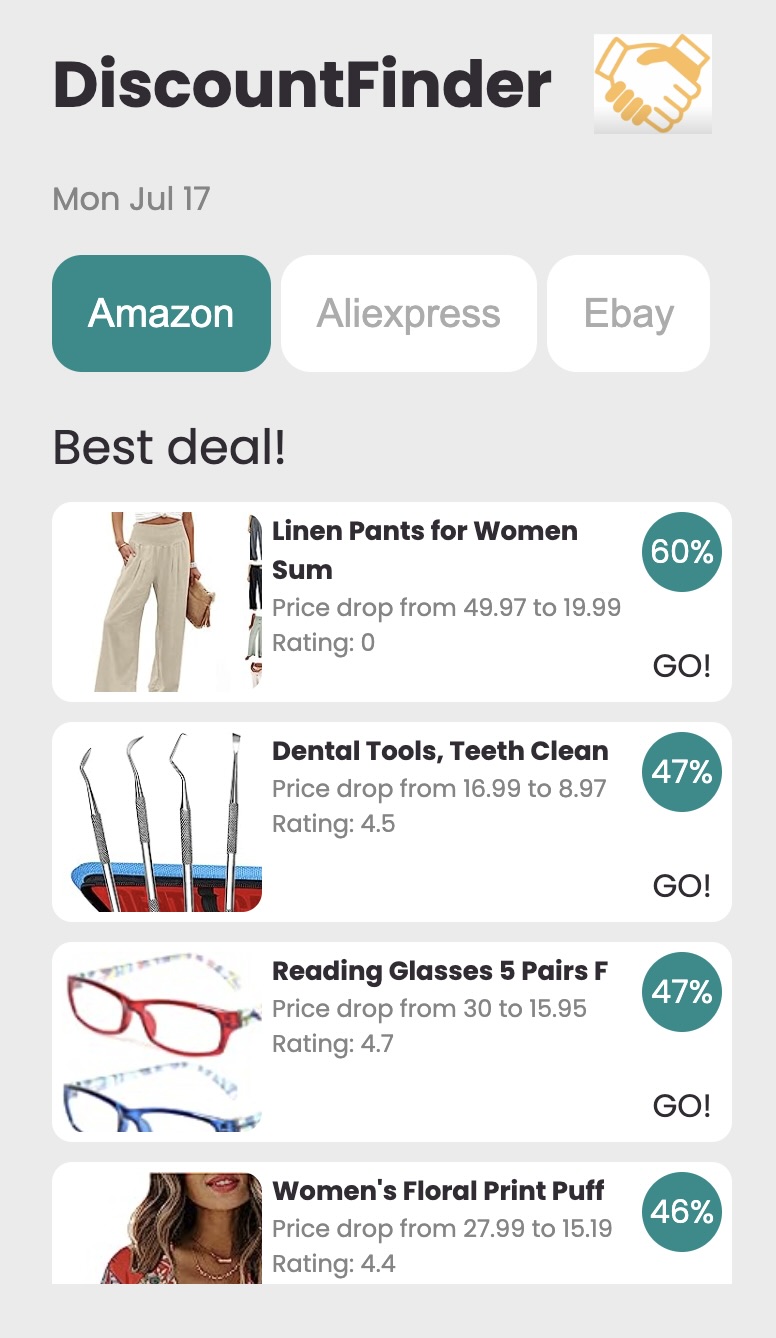 DiscountFinder
Mon Jul 17
Amazon
Aliexpress
Ebay
Best deal!
Linen Pants for Women
Sum
Price drop from 49.97 to 19.99
Rating: 0
60%
GO!
Dental Tools, Teeth Clean
Price drop from 16.99 to 8.97
Rating: 4.5
47%
GO!
Reading Glasses 5 Pairs F
Price drop from 30 to 15.95
Rating: 4.7
47%
GO!
Women's Floral Print Puff
Price drop from 27.99 to 15.19
Rating: 4.4
46%